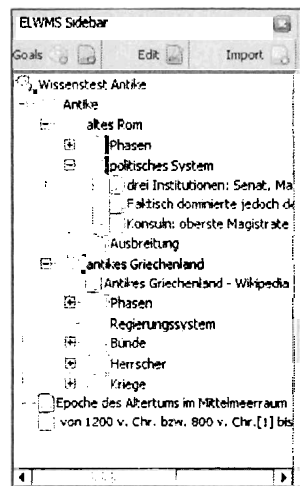 ELWMS Sidebar
Goals Edit Import
Wissenstest Antike
Antike
altes Rom
Phasen
politisches System
drei Institutionen: Senat, Ma
Faktisch dominierte jedoch de
Konsuln: oberste Magistrate
Ausbreitung
antikes Griechenland
Antikes Griechenland - Wikipedia
Phasen
Regierungssystem
Bünde
Herrscher
Kriege
Epoche des Altertums im Mittelmeerraum
von 1200 v. Chr. bzw. 800 v. Chr.[1] bis